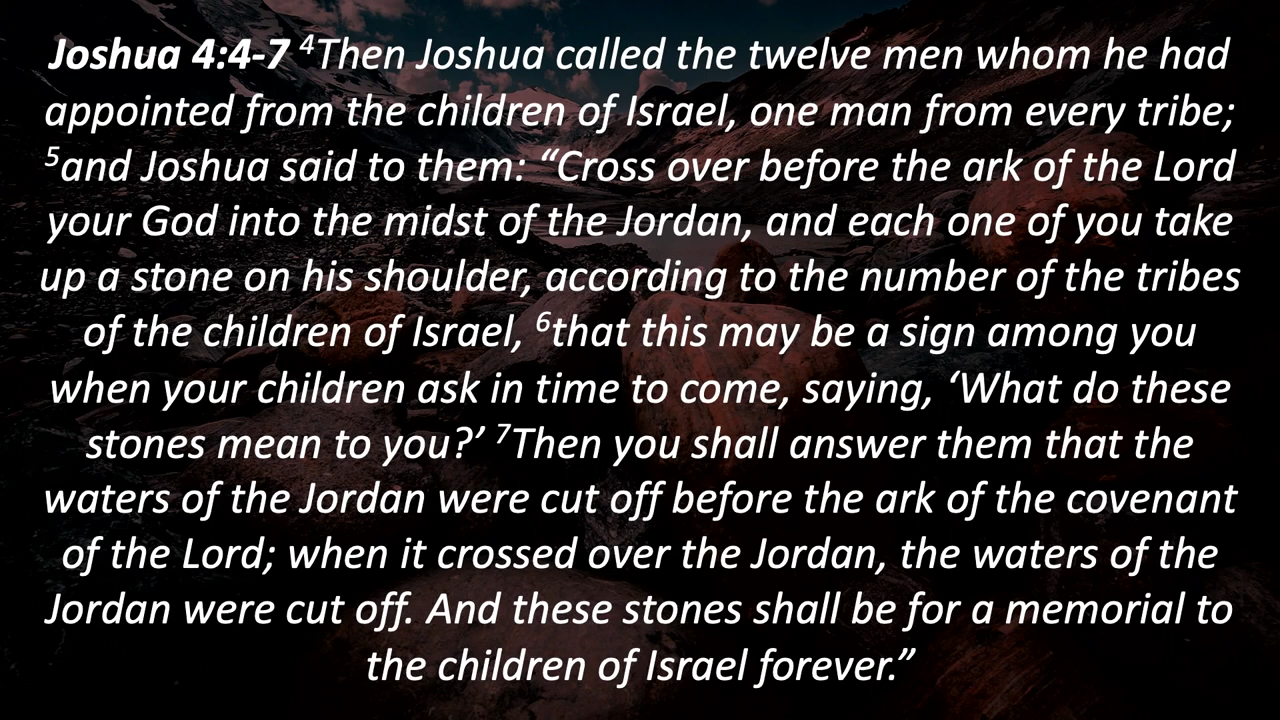 Joshua 4:4-7 ⁴Then Joshua called the twelve men whom he had
appointed from the children of Israel, one man from every tribe;
⁵and Joshua said to them: “Cross over before the ark of the Lord
your God into the midst of the Jordan, and each one of you take
up a stone on his shoulder, according to the number of the tribes
of the children of Israel, ⁶that this may be a sign among you
when your children ask in time to come, saying, ‘What do these
stones mean to you?’ ⁷Then you shall answer them that the
waters of the Jordan were cut off before the ark of the covenant
of the Lord; when it crossed over the Jordan, the waters of the
Jordan were cut off. And these stones shall be for a memorial to
the children of Israel forever.”